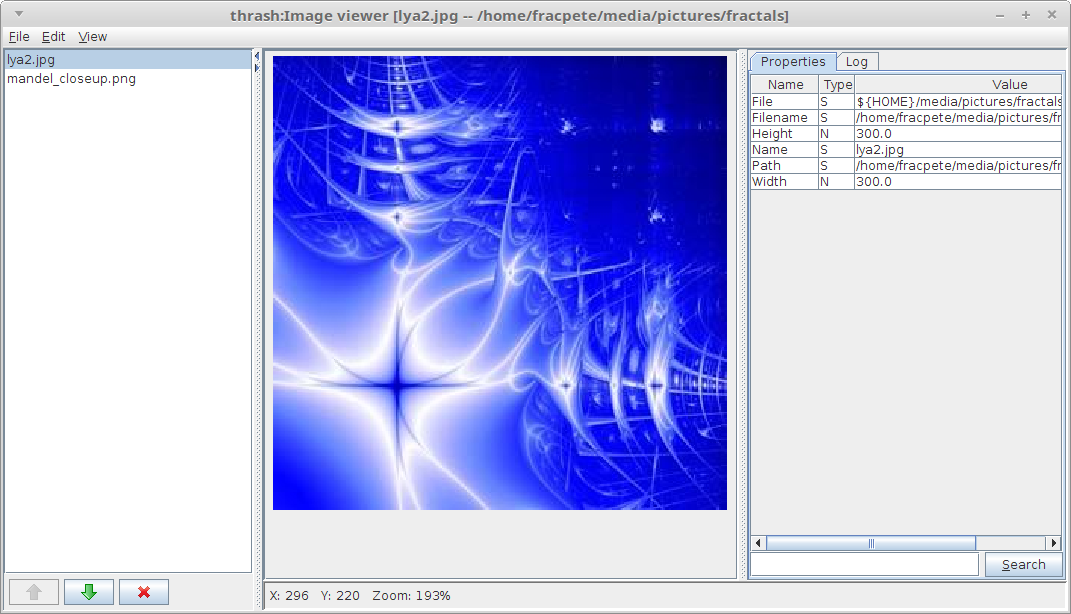 thrash:Image viewer [lya2.jpg -- /home/fracpete/media/pictures/fractals]
File Edit View
lya2.jpg
mandel_closeup.png
Properties Log
Name Type Value
File S ${HOME}/media/pictures/fractals
Filename S /home/fracpete/media/pictures/fr
Height N 300.0
Name S lya2.jpg
Path S /home/fracpete/media/pictures/fr
Width N 300.0
Search
X: 296 Y: 220 Zoom: 193%